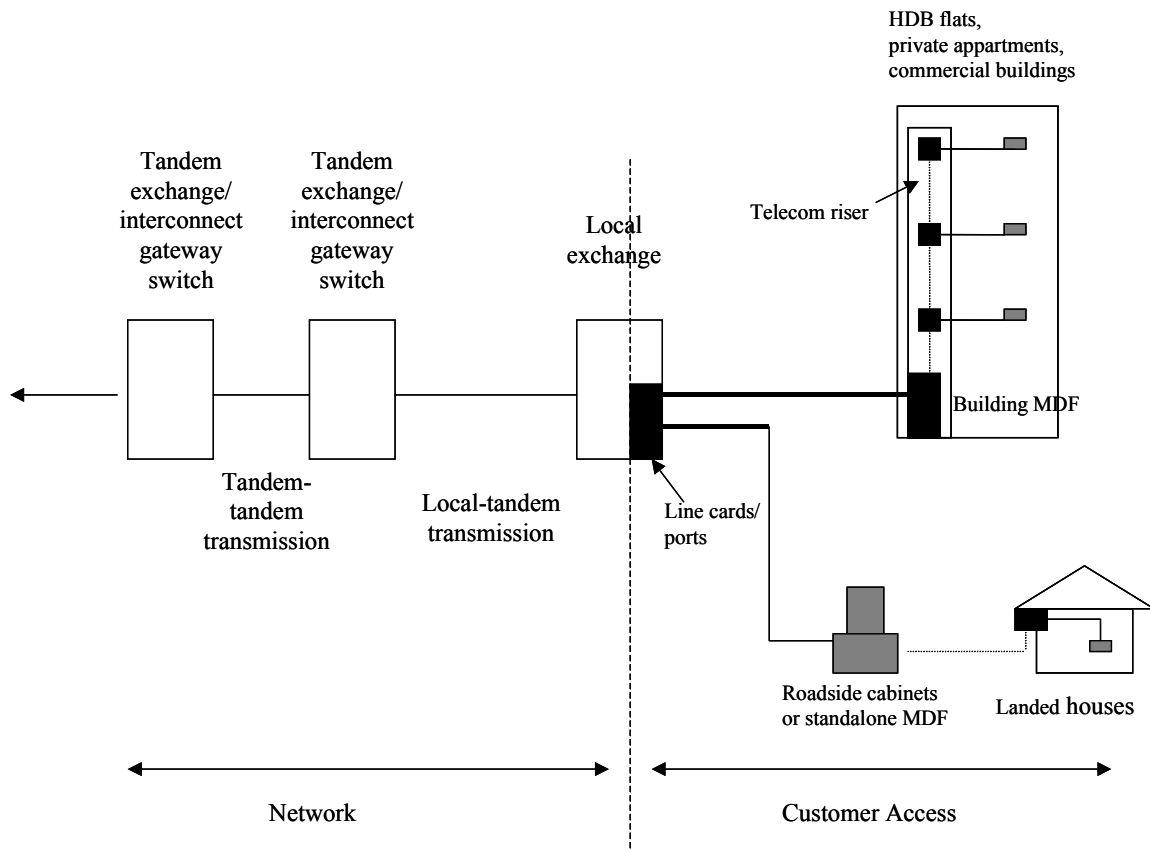 HDB flats,
private appartments,
commercial buildings
Tandem
exchange/
interconnect
gateway
switch
Tandem
exchange/
interconnect
gateway
switch
Local
exchange
Telecom riser
Building MDF
Tandem-
tandem
transmission
Local-tandem
transmission
Line cards/
ports
Roadside cabinets
or standalone MDF
Landed houses
Network
Customer Access